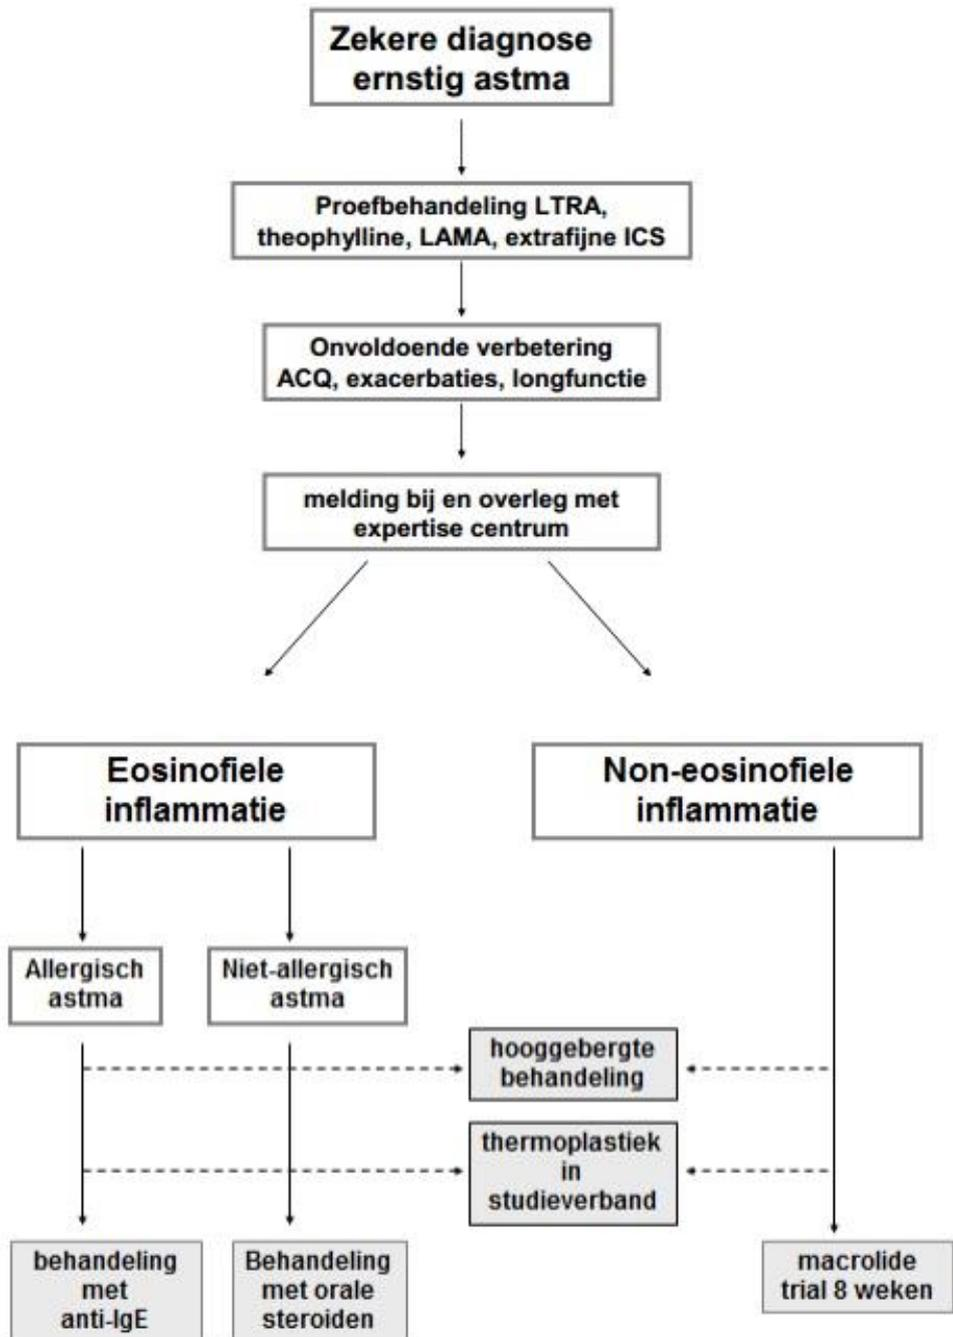 Zekere diagnose
ernstig astma
Proefbehandeling LTRA,
theophylline, LAMA, extrafijne ICS
Onvoldoende verbetering
ACQ, exacerbaties, longfunctie
melding bij en overleg met
expertise centrum
Eosinofiele
inflammatie
Non-eosinofiele
inflammatie
Allergisch
astma
Niet-allergisch
astma
hooggebergte
behandeling
thermoplastiek
in
studieverband
behandeling
met
anti-IgE
Behandeling
met orale
steroiden
macrolide
trial 8 weken